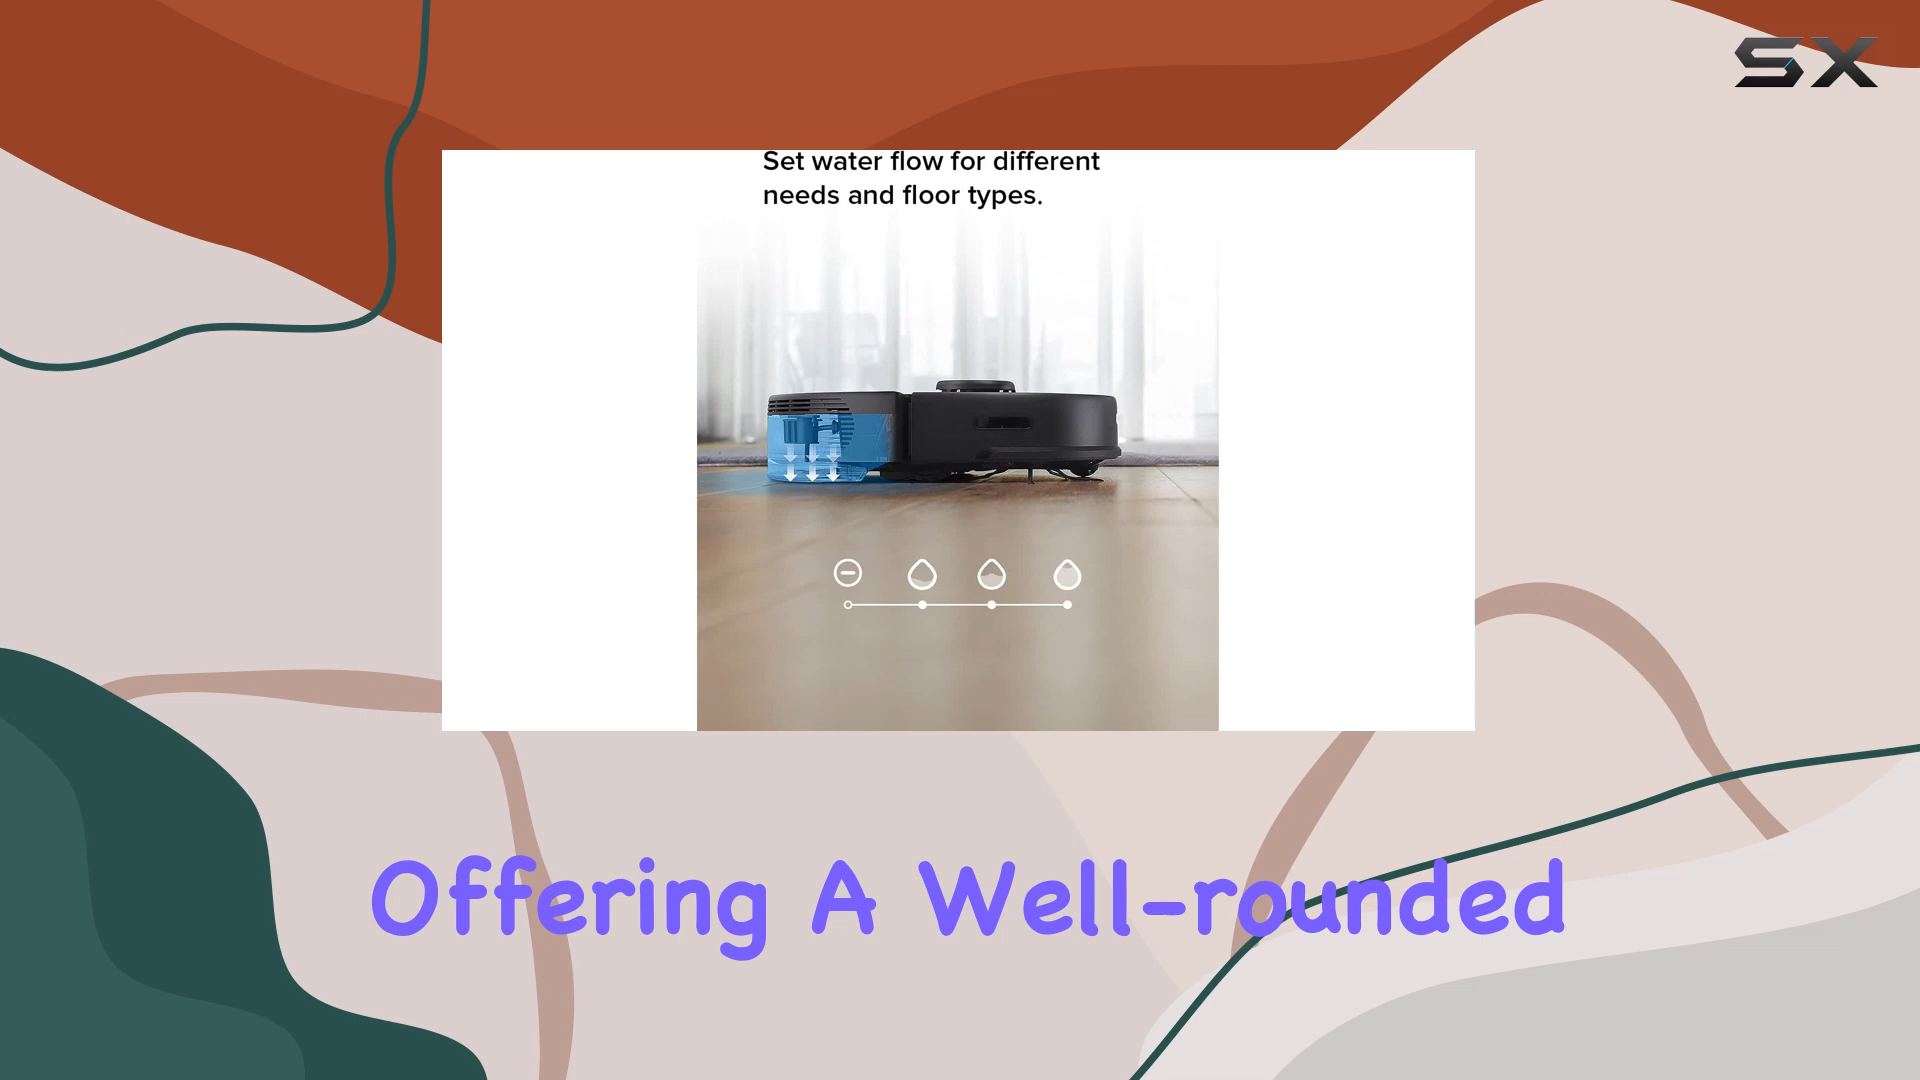 SX
Set water flow for different
needs and floor types.
Offering A Well-rounded